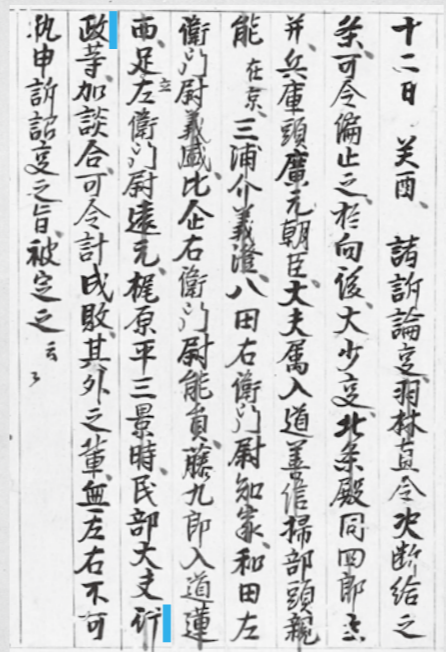 十二日、癸酉、諸訴論事、羽林直令決断給之
条、可令停止之、於向後大少事、北条殿同四郎主
并、兵庫頭廣元朝臣、大夫属入道善信、掃部頭親
能在京、三浦介義澄、八田右衛門尉知家、和田左
衛門尉義盛、比企右衛門尉能員、藤九郎入道蓮
西、足立左衛門尉遠元、梶原平三景時、民部大夫行
政等、加談合可令計成敗、其外之輩、無左右不可
執申訴詔事之旨、被定之云々